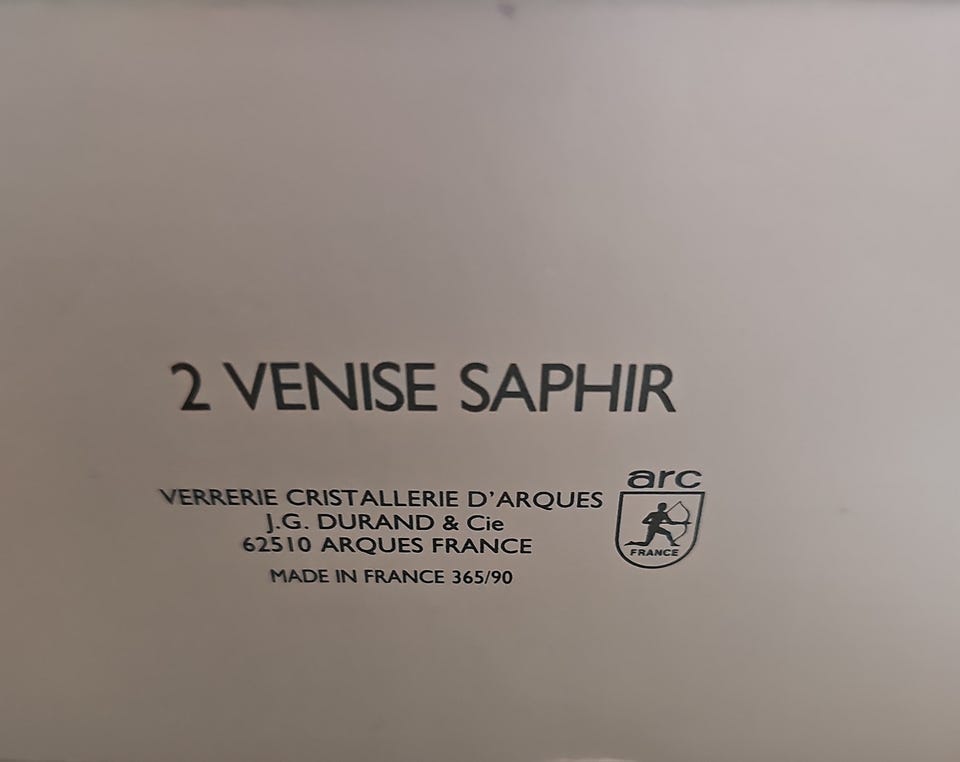 2 VENISE SAPHIR
VERRERIE CRISTALLERIE D'ARQUES
J.G. DURAND & Cie
62510 ARQUES FRANCE
MADE IN FRANCE 365/90
arc
FRANCE